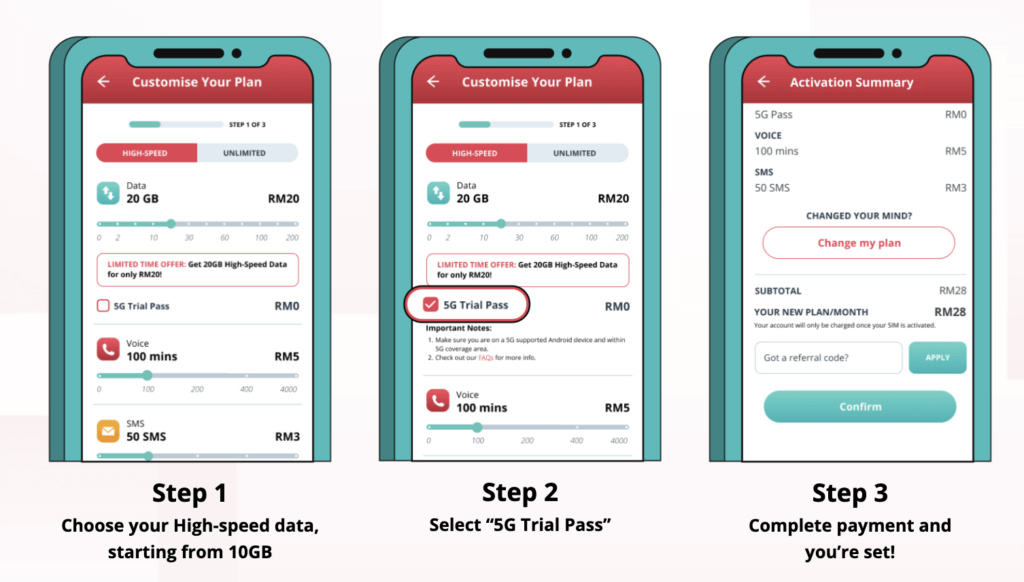 Customise Your Plan
STEP 1 OF 3
HIGH-SPEED UNLIMITED
Data
20 GB RM20
0 2 10 30 60 100 200
LIMITED TIME OFFER: Get 20GB High-Speed Data
for only RM20!
5G Trial Pass RM0
Voice
100 mins RM5
0 100 200 400 4000
SMS
50 SMS RM3
Step 1
Choose your High-speed data,
starting from 10GB
Customise Your Plan
STEP 1 OF 3
HIGH-SPEED UNLIMITED
Data
20 GB RM20
0 2 10 30 60 100 200
LIMITED TIME OFFER: Get 20GB High-Speed Data
for only RM20!
5G Trial Pass RM0
Important Notes:
1. Make sure you are on a 5G supported Android device and within
5G coverage area.
2. Check out our FAQs for more info.
Voice
100 mins RM5
0 100 200 400 4000
Step 2
Select “5G Trial Pass”
Activation Summary
5G Pass RM0
VOICE
100 mins RM5
SMS
50 SMS RM3
CHANGED YOUR MIND?
Change my plan
SUBTOTAL RM28
YOUR NEW PLAN/MONTH RM28
Your account will only be charged once your SIM is activated.
Got a referral code? APPLY
Confirm
Step 3
Complete payment and
you’re set!